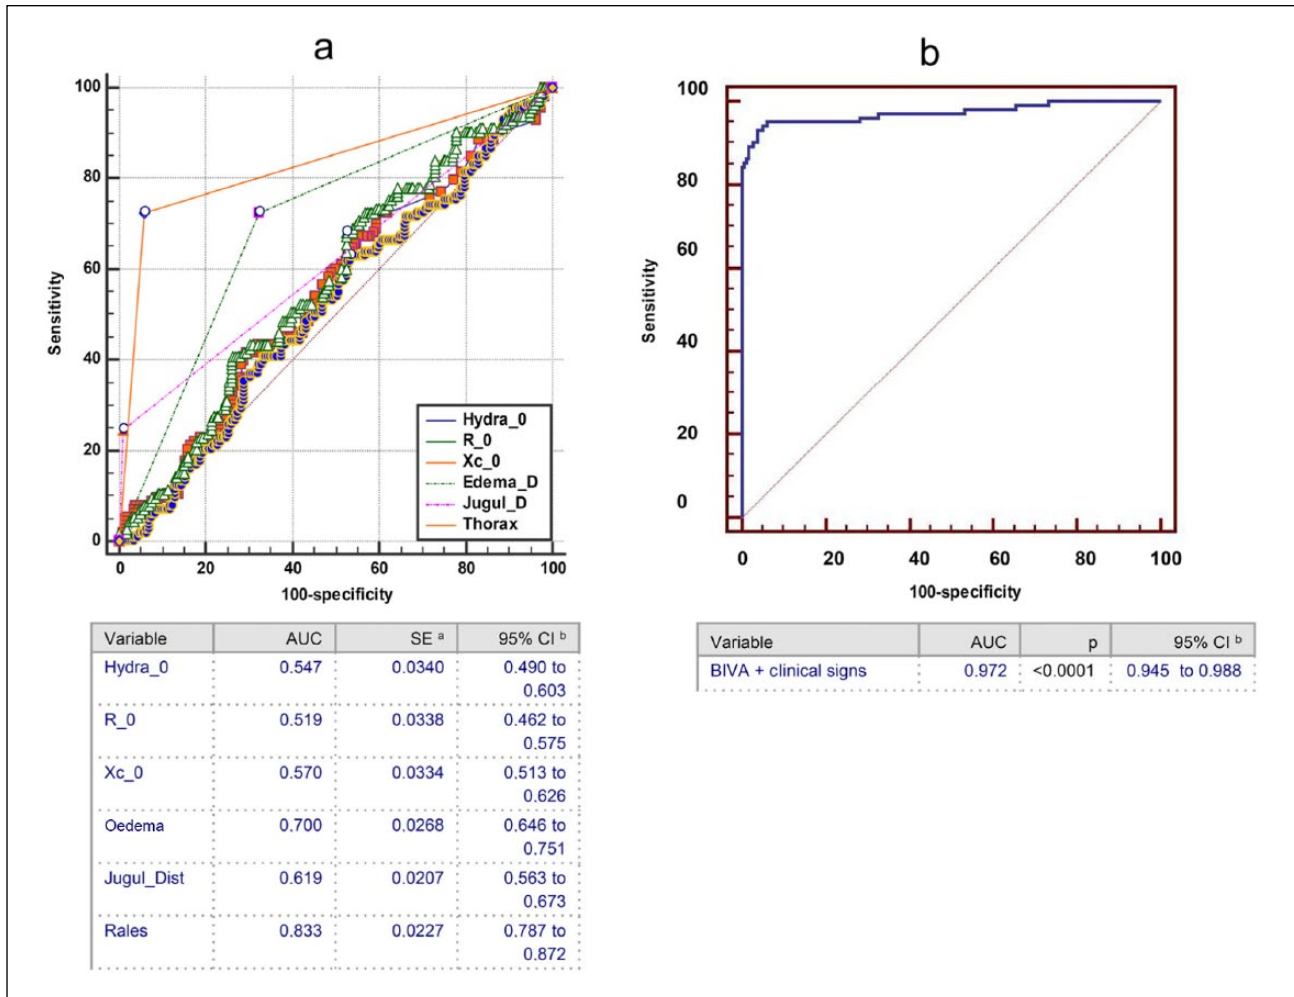 a
100
80
60
40
20
0
Sensitivity
0 20 40 60 80 100
100-specificity
Hydra_0
R_0
Xc_0
Edema_D
Jugul_D
Thorax
Variable AUC SE a 95% CI b
Hydra_0 0.547 0.0340 0.490 to
0.603
R_0 0.519 0.0338 0.462 to
0.575
Xc_0 0.570 0.0334 0.513 to
0.626
Oedema 0.700 0.0268 0.646 to
0.751
Jugul_Dist 0.619 0.0207 0.563 to
0.673
Rales 0.833 0.0227 0.787 to
0.872
b
100
80
60
40
20
0
Sensitivity
0 20 40 60 80 100
100-specificity
Variable AUC p 95% CI b
BIVA + clinical signs 0.972 <0.0001 0.945 to 0.988